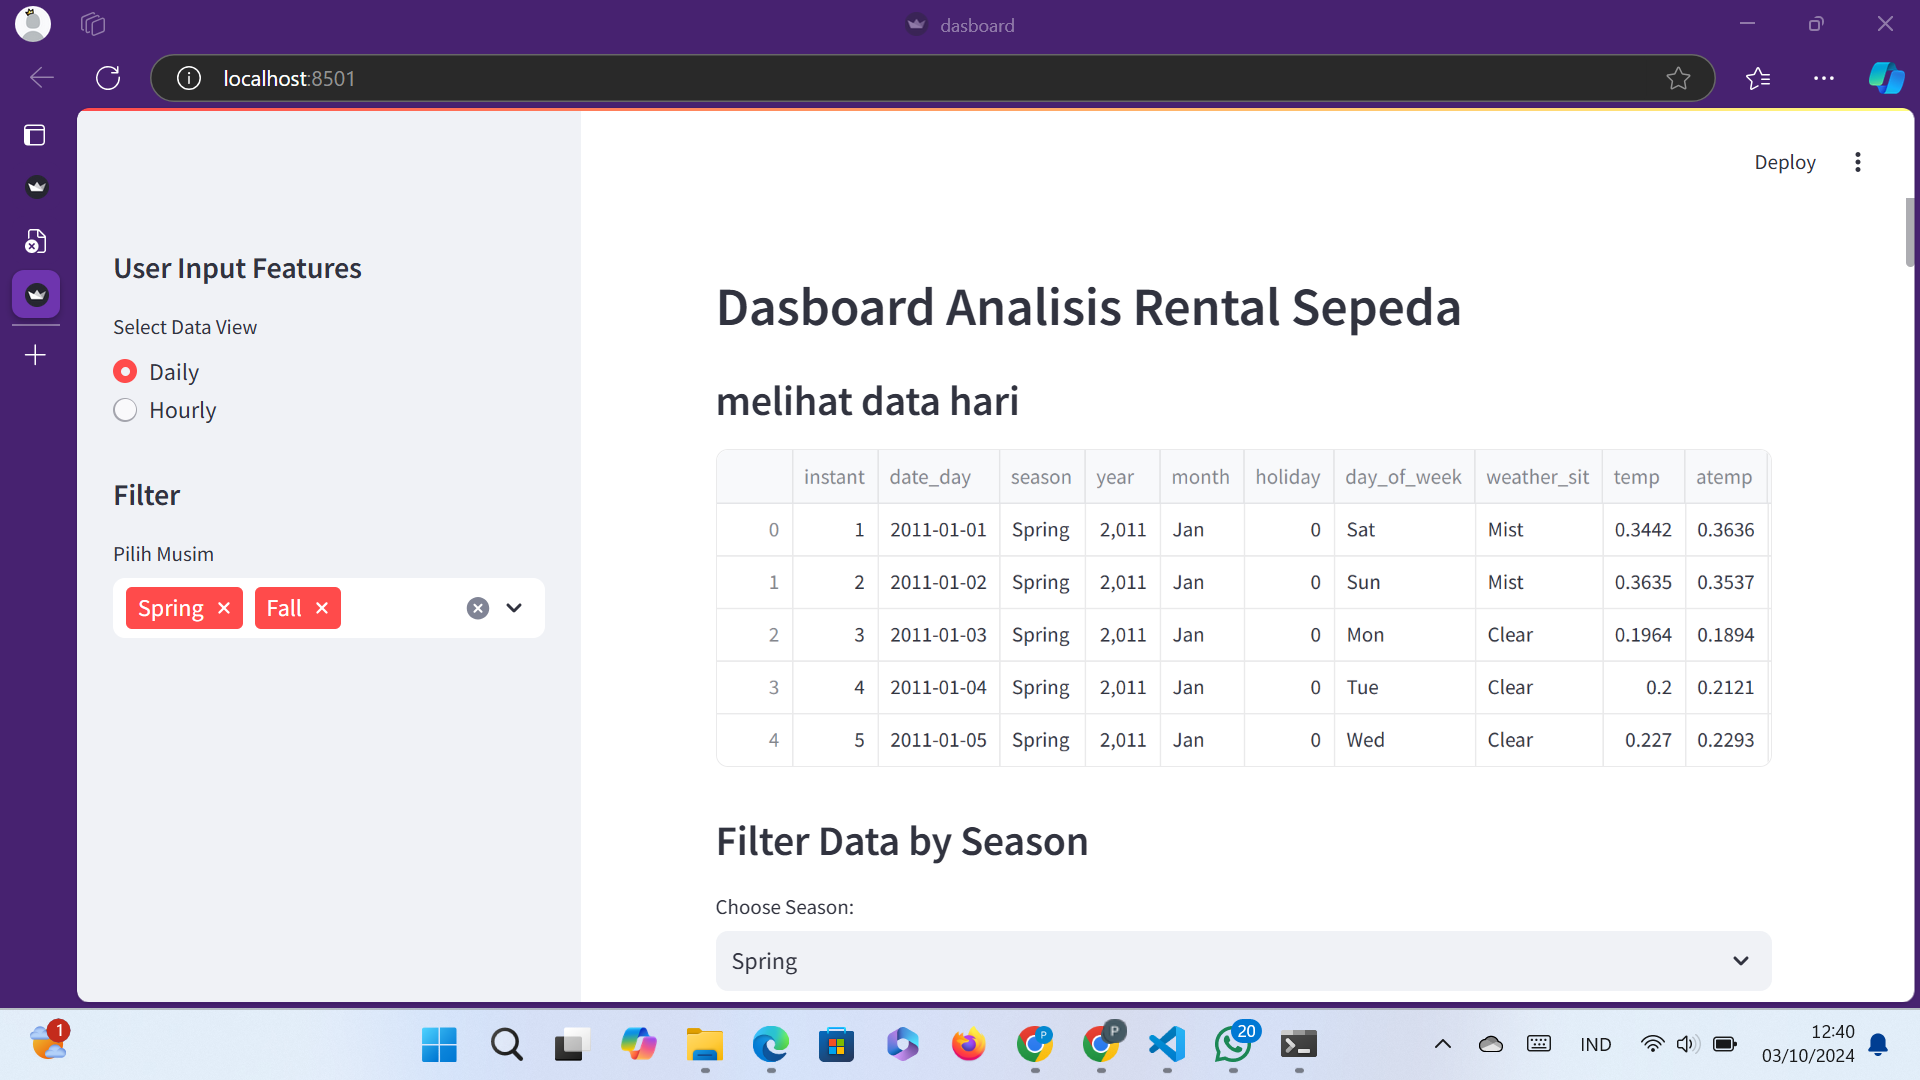 dasboard
localhost:8501
Deploy
User Input Features
Select Data View
Daily
Hourly
Filter
Pilih Musim
Spring
Fall
Dasboard Analisis Rental Sepeda
melihat data hari
instant date_day season year month holiday day_of_week weather_sit temp atemp
0 1 2011-01-01 Spring 2,011 Jan 0 Sat Mist 0.3442 0.3636
1 2 2011-01-02 Spring 2,011 Jan 0 Sun Mist 0.3635 0.3537
2 3 2011-01-03 Spring 2,011 Jan 0 Mon Clear 0.1964 0.1894
3 4 2011-01-04 Spring 2,011 Jan 0 Tue Clear 0.2 0.2121
4 5 2011-01-05 Spring 2,011 Jan 0 Wed Clear 0.227 0.2293
Filter Data by Season
Choose Season:
Spring
1
P
P
20
IND
12:40
03/10/2024